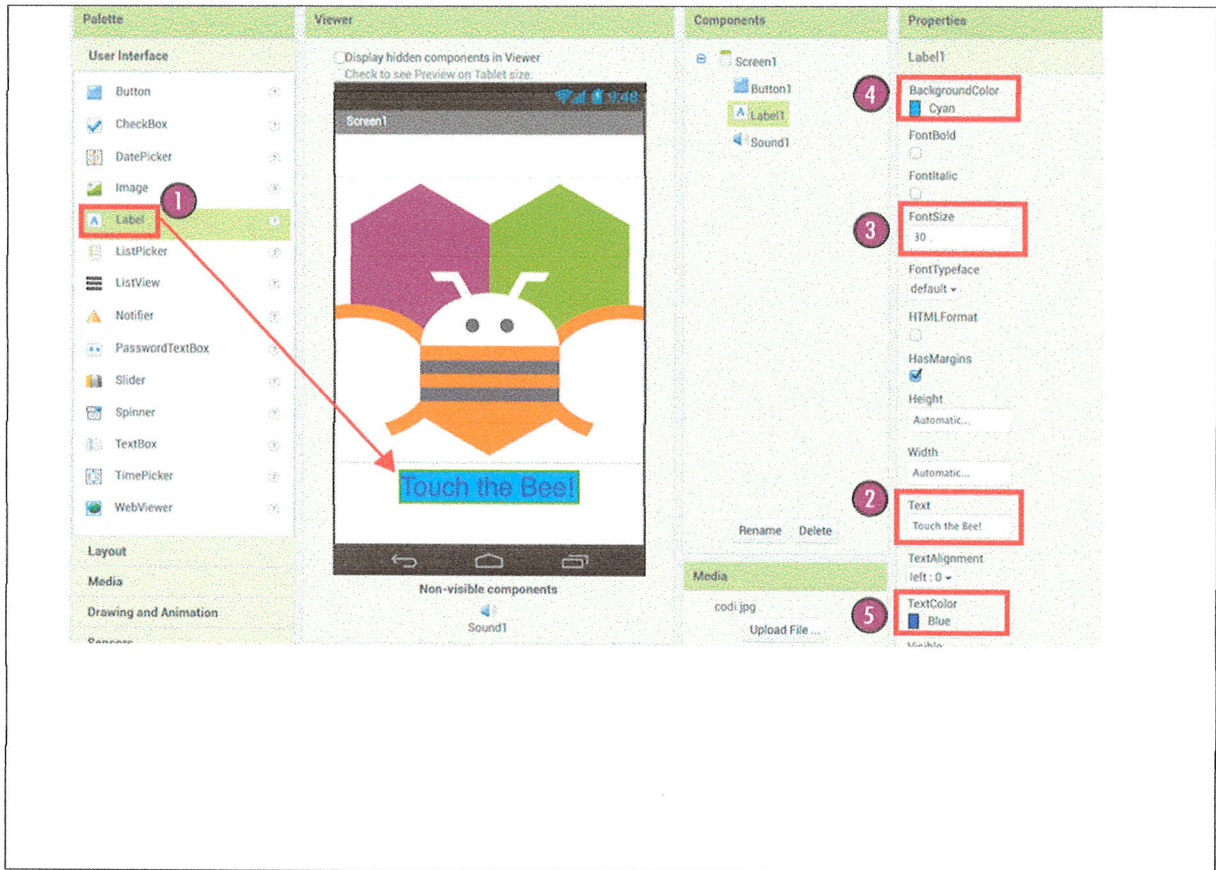 Palette
User Interface
Button
CheckBox
DatePicker
Image
1
Label
ListPicker
ListView
Notifier
PasswordTextBox
Slider
Spinner
TextBox
TimePicker
WebViewer
Layout
Media
Drawing and Animation
Sensors
Viewer
Display hidden components in Viewer
Check to see Preview on Tablet size.
9:48
Screen1
Touch the Bee!
Non-visible components
Sound1
Components
Screen1
Button1
Label1
Sound1
Rename Delete
Media
codi.jpg
Upload File ...
Properties
Label1
4
BackgroundColor
Cyan
FontBold
FontItalic
3
FontSize
30
FontTypeface
default
HTMLFormat
HasMargins
Height
Automatic...
Width
Automatic...
2
Text
Touch the Bee!
TextAlignment
left : 0
5
TextColor
Blue
Visible